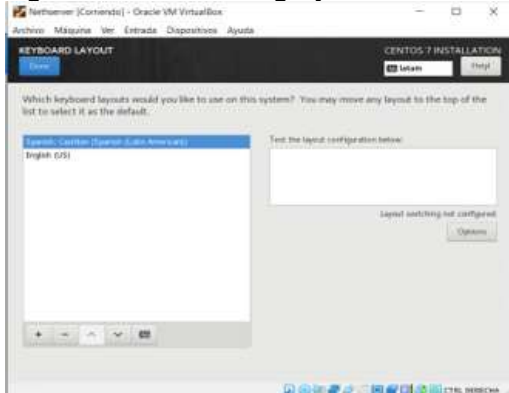 Nethserver [Corriendo] - Oracle VM VirtualBox
Archivo Máquina Ver Entrada Dispositivos Ayuda
KEYBOARD LAYOUT
CENTOS 7 INSTALLATION
Done
latam
Help!
Which keyboard layouts would you like to use on this system? You may move any layout to the top of the
list to select it as the default.
Spanish; Castilian (Spanish (Latin American))
English (US)
Test the layout configuration below:
Layout switching not configured.
Options
+ -
CTRL DERECHA